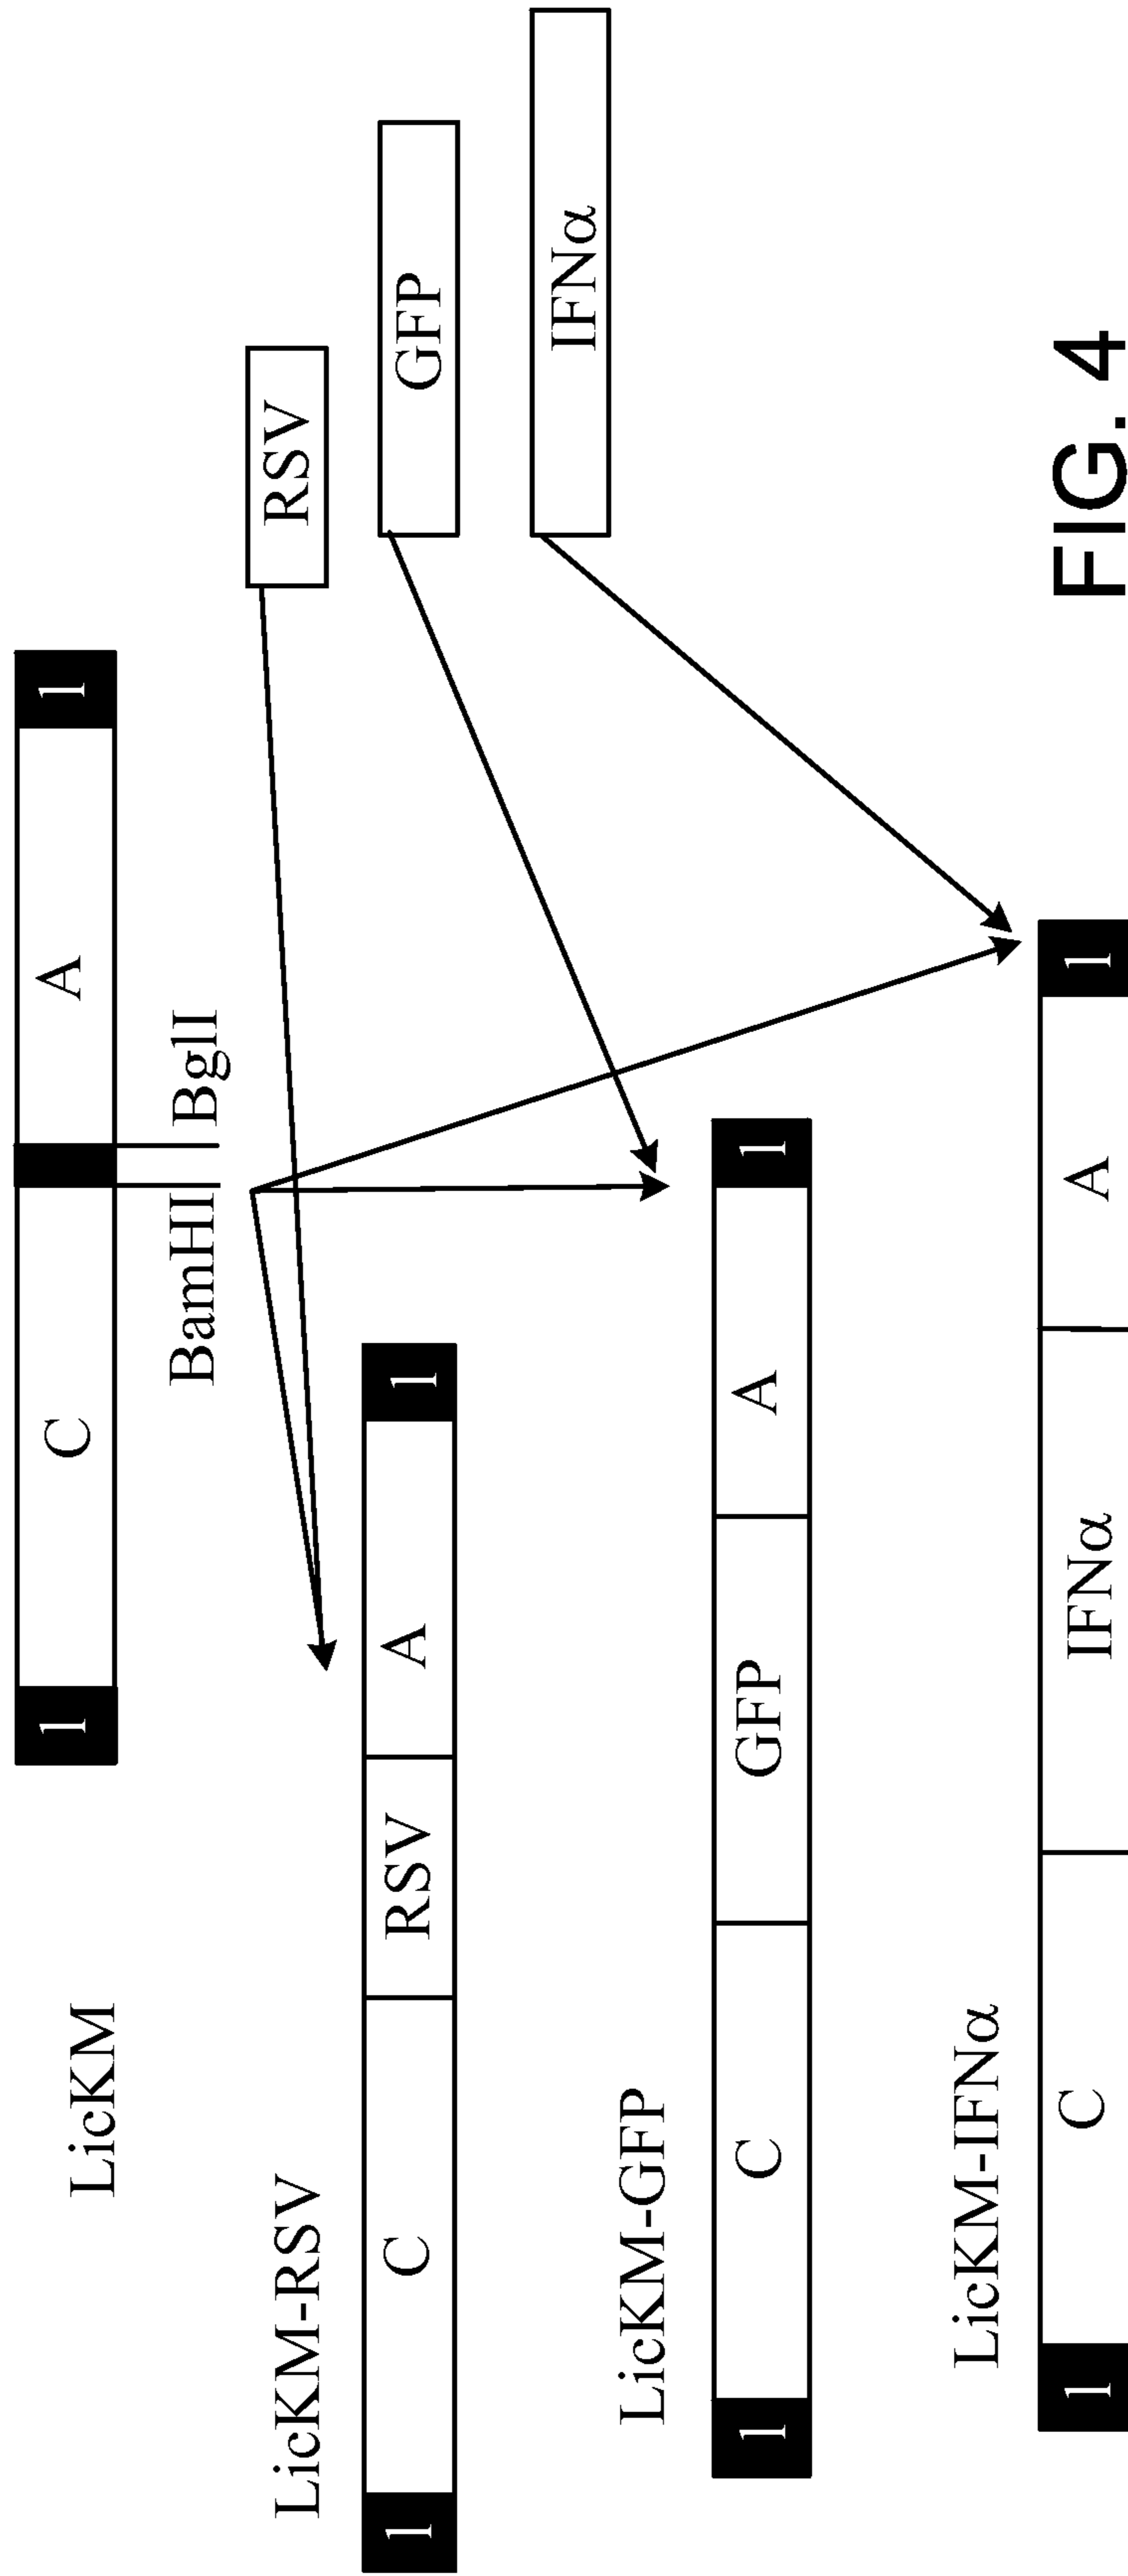 LicKM
1 C A 1
BamHI BglI
RSV
LicKM-RSV
1 C RSV A 1
GFP
LicKM-GFP
1 C GFP A 1
IFNα
LicKM-IFNα
1 C IFNα A 1
FIG. 4